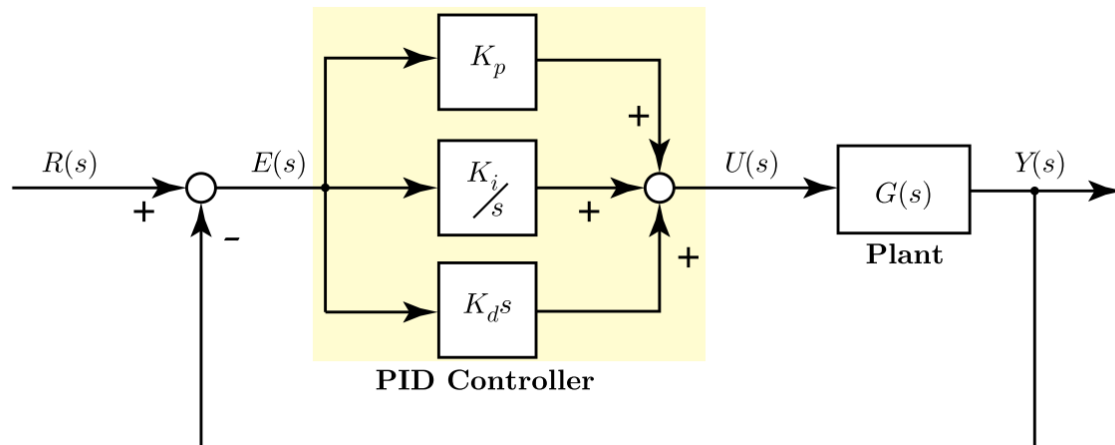 K_p
+
R(s)
E(s)
K_i/s
U(s)
Y(s)
+
-
+
G(s)
Plant
+
K_d s
PID Controller